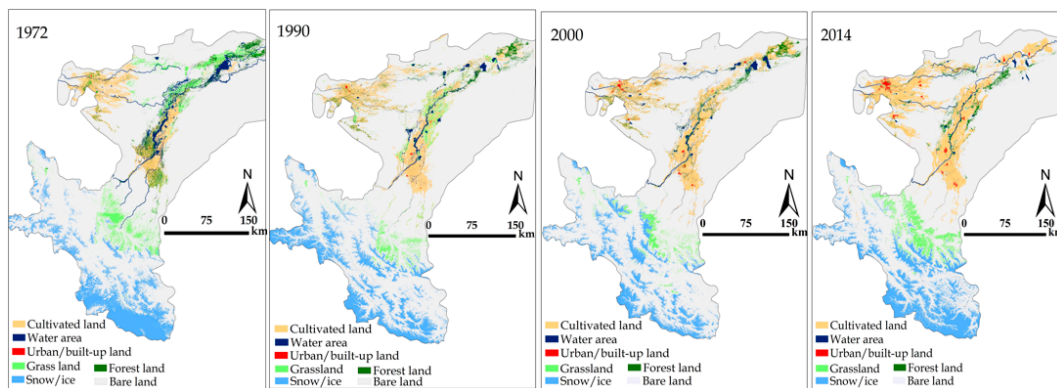 1972
N
0 75 150
km
Cultivated land
Water area
Urban/built-up land
Grass land Forest land
Snow/ice Bare land
1990
N
0 75 150
km
Cultivated land
Water area
Urban/built-up land
Grassland Forest land
Snow/ice Bare land
2000
N
0 75 150
km
Cultivated land
Water area
Urban/built-up land
Grassland Forest land
Snow/ice Bare land
2014
N
0 75 150
km
Cultivated land
Water area
Urban/built-up land
Grassland Forest land
Snow/ice Bare land